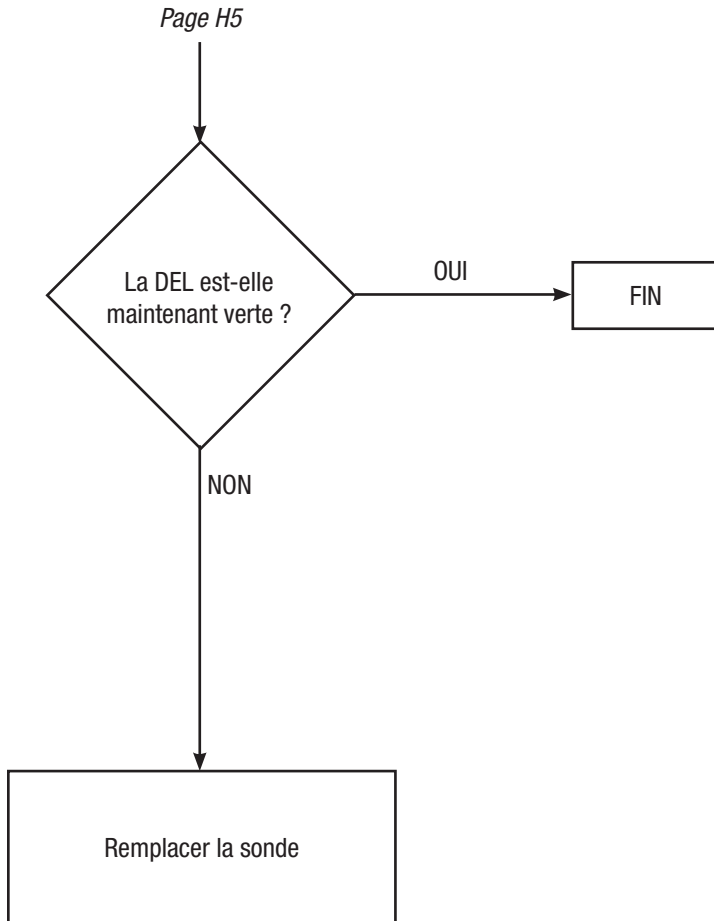 Page H5
La DEL est-elle
maintenant verte ?
OUI
FIN
NON
Remplacer la sonde